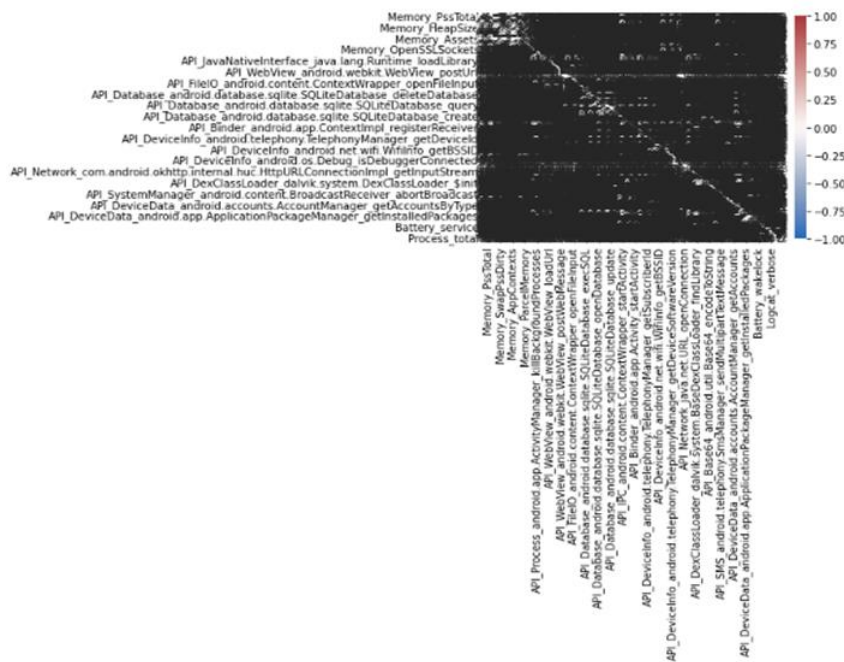 Memory_PssTotal
Memory_HeapSize
Memory_Assets
Memory_OpenSSLSockets
API_JavaNativeInterface_java.lang.Runtime_loadLibrary
API_WebView_android.webkit.WebView_postUrl
API_FileIO_android.content.ContextWrapper_openFileInput
API_Database_android.database.sqlite.SQLiteDatabase_deleteDatabase
API_Database_android.database.sqlite.SQLiteDatabase_query
API_Database_android.database.sqlite.SQLiteDatabase_create
API_Binder_android.app.ContextImpl_registerReceiver
API_DeviceInfo_android.telephony.TelephonyManager_getDeviceId
API_DeviceInfo_android.net.wifi.WifiInfo_getBSSID
API_DeviceInfo_android.os.Debug_isDebuggerConnected
API_Network_com.android.okhttp.internal.huc.HttpURLConnectionImpl_getInputStream
API_DexClassLoader_dalvik.system.DexClassLoader_$init
API_SystemManager_android.content.BroadcastReceiver_abortBroadcast
API_DeviceData_android.accounts.AccountManager_getAccountsByType
API_DeviceData_android.app.ApplicationPackageManager_getInstalledPackages
Battery_service
Process_total
1.00
0.75
0.50
0.25
0.00
−0.25
−0.50
−0.75
−1.00
Memory_PssTotal
Memory_SwapPssDirty
Memory_AppContexts
Memory_ParcelMemory
API_Process_android.app.ActivityManager_killBackgroundProcesses
API_WebView_android.webkit.WebView_loadUrl
API_WebView_android.webkit.WebView_postWebMessage
API_FileIO_android.content.ContextWrapper_openFileInput
API_Database_android.database.sqlite.SQLiteDatabase_execSQL
API_Database_android.database.sqlite.SQLiteDatabase_openDatabase
API_Database_android.database.sqlite.SQLiteDatabase_update
API_IPC_android.content.ContextWrapper_startActivity
API_Binder_android.app.Activity_startActivity
API_DeviceInfo_android.telephony.TelephonyManager_getSubscriberId
API_DeviceInfo_android.net.wifi.WifiInfo_getBSSID
API_DeviceInfo_android.telephony.TelephonyManager_getDeviceSoftwareVersion
API_Network_java.net.URL_openConnection
API_DexClassLoader_dalvik.system.BaseDexClassLoader_findLibrary
API_Base64_android.util.Base64_encodeToString
API_SMS_android.telephony.SmsManager_sendMultipartTextMessage
API_DeviceData_android.accounts.AccountManager_getAccounts
API_DeviceData_android.app.ApplicationPackageManager_getInstalledPackages
Battery_wakelock
Logcat_verbose